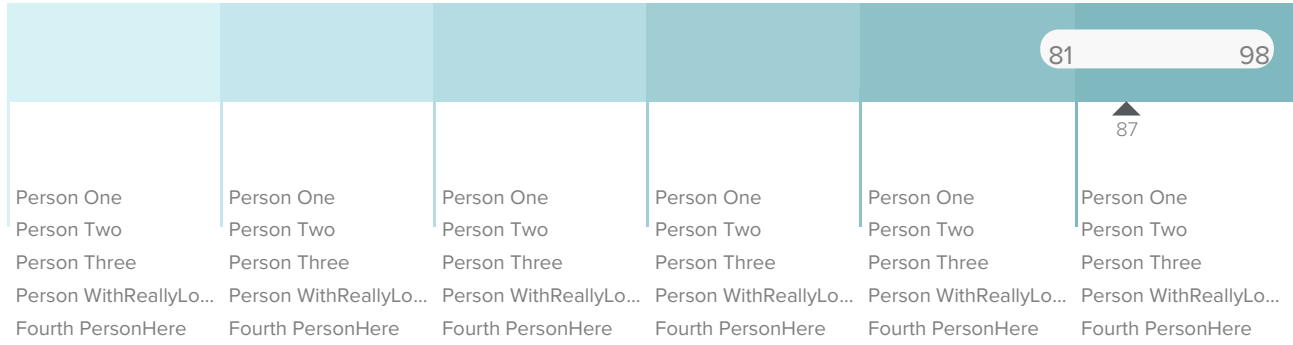 81 98
87
Person One Person One Person One Person One Person One Person One
Person Two Person Two Person Two Person Two Person Two Person Two
Person Three Person Three Person Three Person Three Person Three Person Three
Person WithReallyLo... Person WithReallyLo... Person WithReallyLo... Person WithReallyLo... Person WithReallyLo... Person WithReallyLo...
Fourth PersonHere Fourth PersonHere Fourth PersonHere Fourth PersonHere Fourth PersonHere Fourth PersonHere